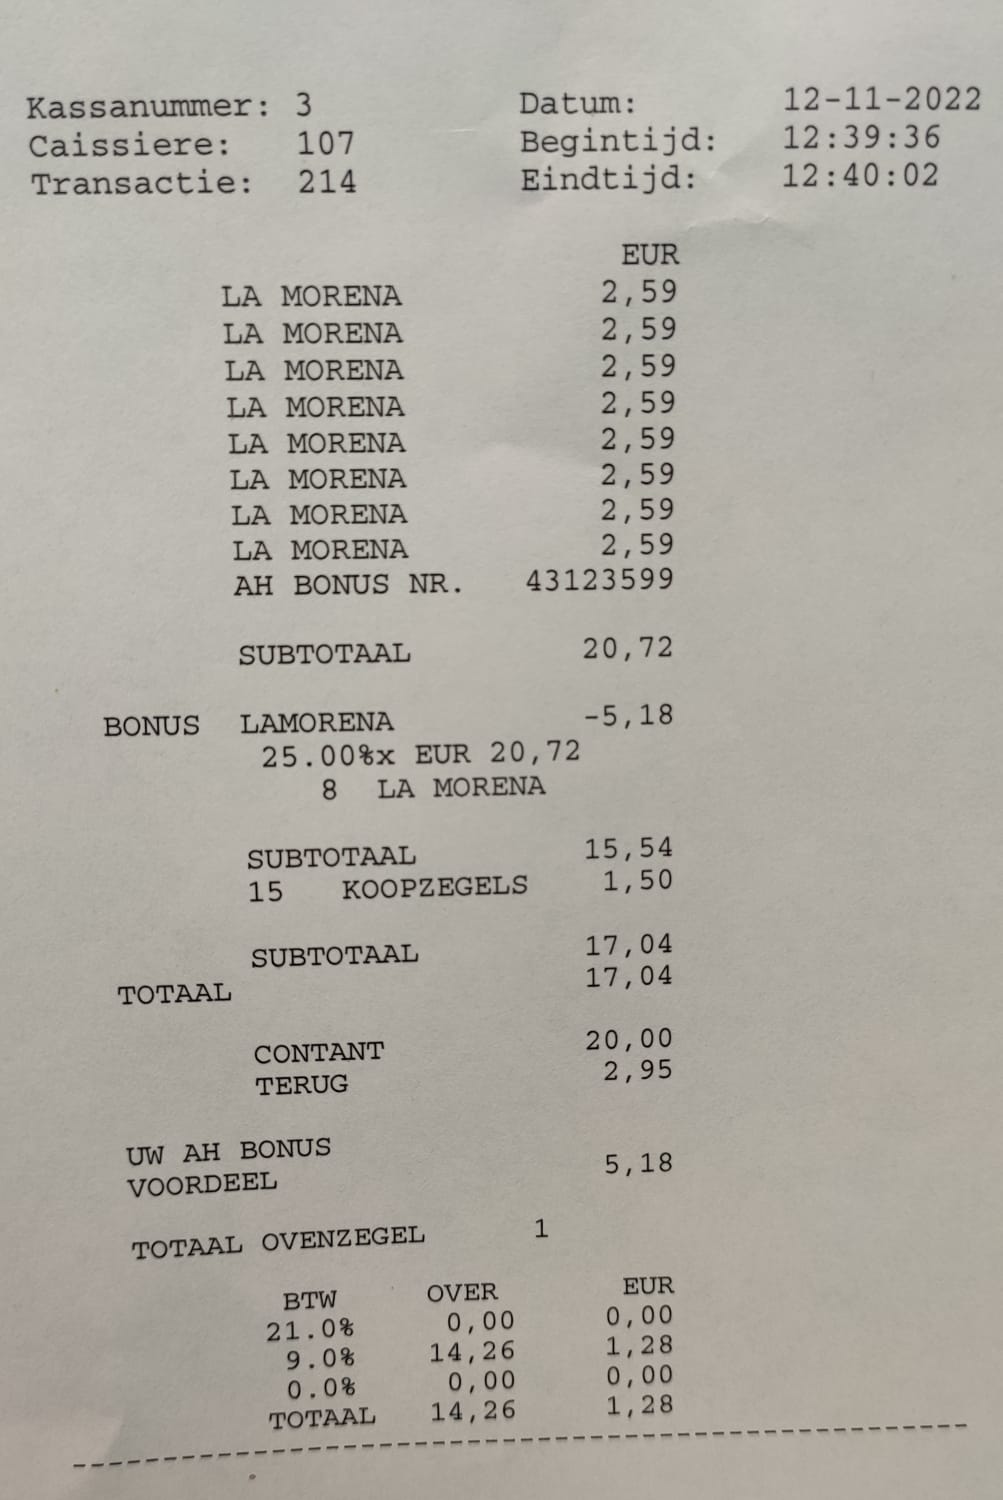 Kassanummer: 3 Datum: 12-11-2022
Caissiere: 107 Begintijd: 12:39:36
Transactie: 214 Eindtijd: 12:40:02
EUR
LA MORENA 2,59
LA MORENA 2,59
LA MORENA 2,59
LA MORENA 2,59
LA MORENA 2,59
LA MORENA 2,59
LA MORENA 2,59
LA MORENA 2,59
AH BONUS NR. 43123599
SUBTOTAAL 20,72
BONUS LAMORENA -5,18
25.00%x EUR 20,72
8 LA MORENA
SUBTOTAAL 15,54
15 KOOPZEGELS 1,50
SUBTOTAAL 17,04
TOTAAL 17,04
CONTANT 20,00
TERUG 2,95
UW AH BONUS
VOORDEEL 5,18
TOTAAL OVENZEGEL 1
BTW OVER EUR
21.0% 0,00 0,00
9.0% 14,26 1,28
0.0% 0,00 0,00
TOTAAL 14,26 1,28